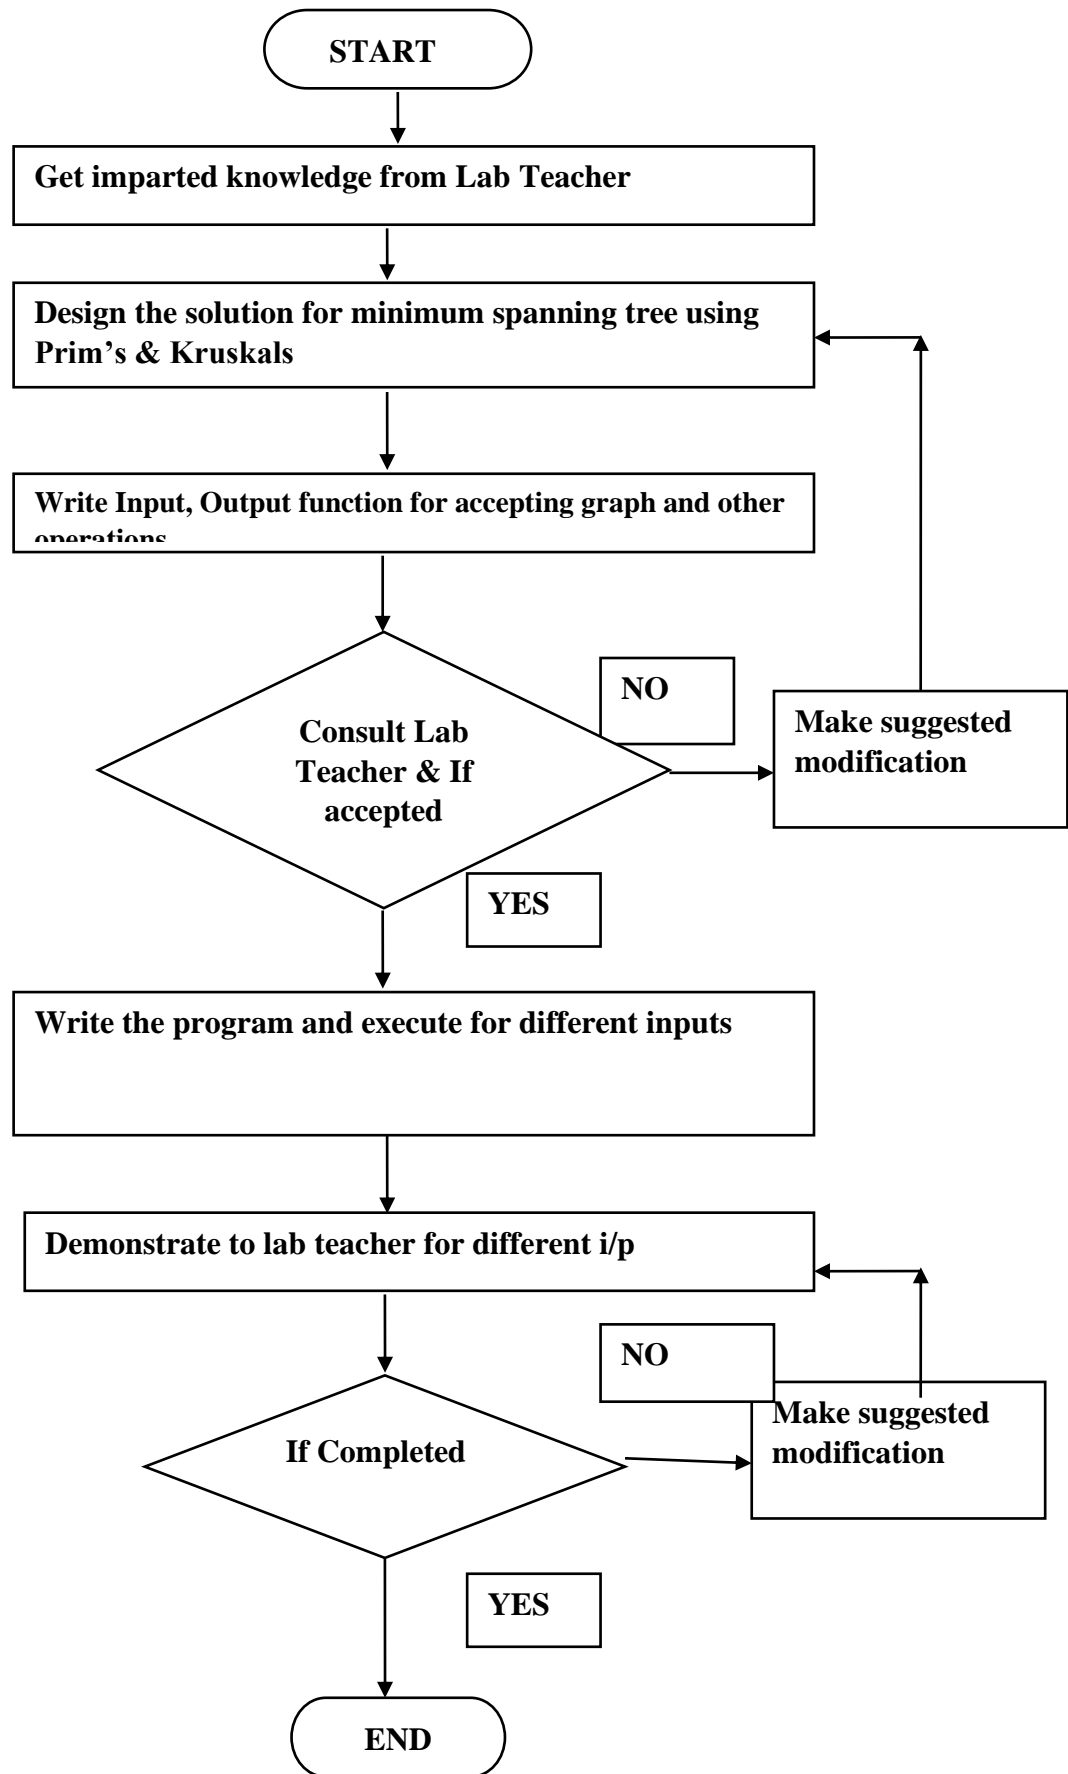 START
Get imparted knowledge from Lab Teacher
Design the solution for minimum spanning tree using
Prim's & Kruskals
Write Input, Output function for accepting graph and other
operations
NO
Consult Lab
Teacher & If
accepted
Make suggested
modification
YES
Write the program and execute for different inputs
Demonstrate to lab teacher for different i/p
NO
If Completed
Make suggested
modification
YES
END